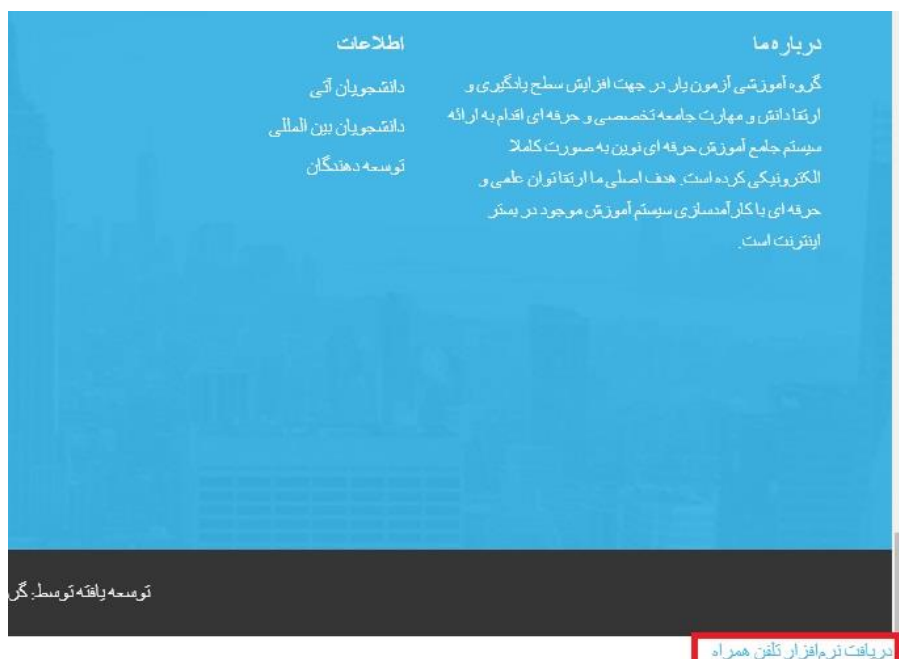 درباره ما
گروه آموزشی آزمون یار در جهت افزایش سطح یادگیری و
ارتقا دانش و مهارت جامعه تخصصی و حرفه ای اقدام به ارائه
سیستم جامع آموزش حرفه ای نوین به صورت کاملا
الکترونیکی کرده است. هدف اصلی ما ارتقا توان علمی و
حرفه ای با کارآمدسازی سیستم آموزش موجود در بستر
اینترنت است.
اطلاعات
دانشجویان آتی
دانشجویان بین المللی
توسعه دهندگان
توسعه یافته توسط: گر
دریافت نرم‌افزار تلفن همراه